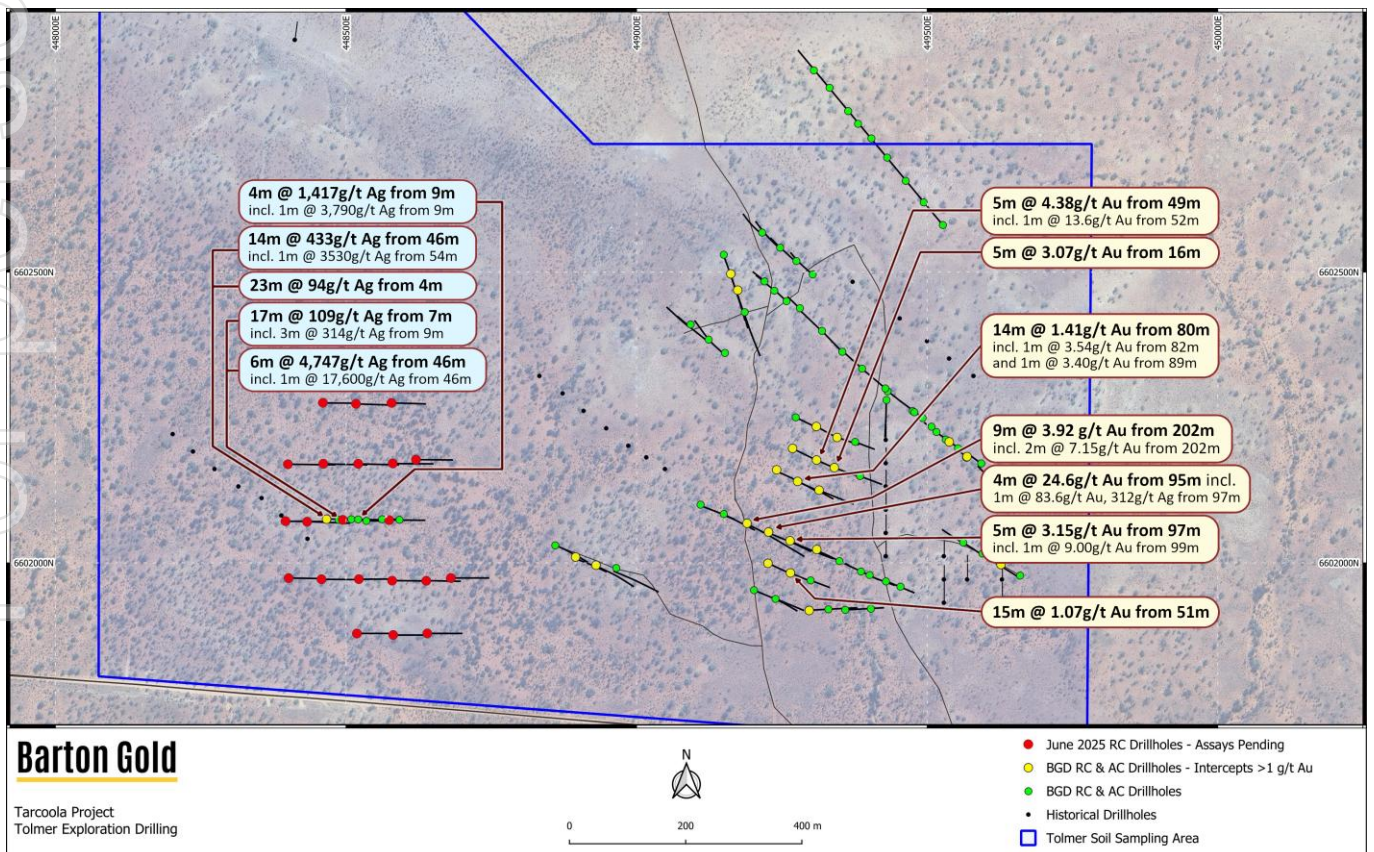 448000E
448500E
449000E
449500E
450000E
6602500N
6602500N
6602000N
6602000N
4m @ 1,417g/t Ag from 9m
incl. 1m @ 3,790g/t Ag from 9m
14m @ 433g/t Ag from 46m
incl. 1m @ 3530g/t Ag from 54m
23m @ 94g/t Ag from 4m
17m @ 109g/t Ag from 7m
incl. 3m @ 314g/t Ag from 9m
6m @ 4,747g/t Ag from 46m
incl. 1m @ 17,600g/t Ag from 46m
5m @ 4.38g/t Au from 49m
incl. 1m @ 13.6g/t Au from 52m
5m @ 3.07g/t Au from 16m
14m @ 1.41g/t Au from 80m
incl. 1m @ 3.54g/t Au from 82m
and 1m @ 3.40g/t Au from 89m
9m @ 3.92 g/t Au from 202m
incl. 2m @ 7.15g/t Au from 202m
4m @ 24.6g/t Au from 95m incl.
1m @ 83.6g/t Au, 312g/t Ag from 97m
5m @ 3.15g/t Au from 97m
incl. 1m @ 9.00g/t Au from 99m
15m @ 1.07g/t Au from 51m
Barton Gold
Tarcoola Project
Tolmer Exploration Drilling
N
0 200 400 m
June 2025 RC Drillholes - Assays Pending
BGD RC & AC Drillholes - Intercepts >1 g/t Au
BGD RC & AC Drillholes
Historical Drillholes
Tolmer Soil Sampling Area